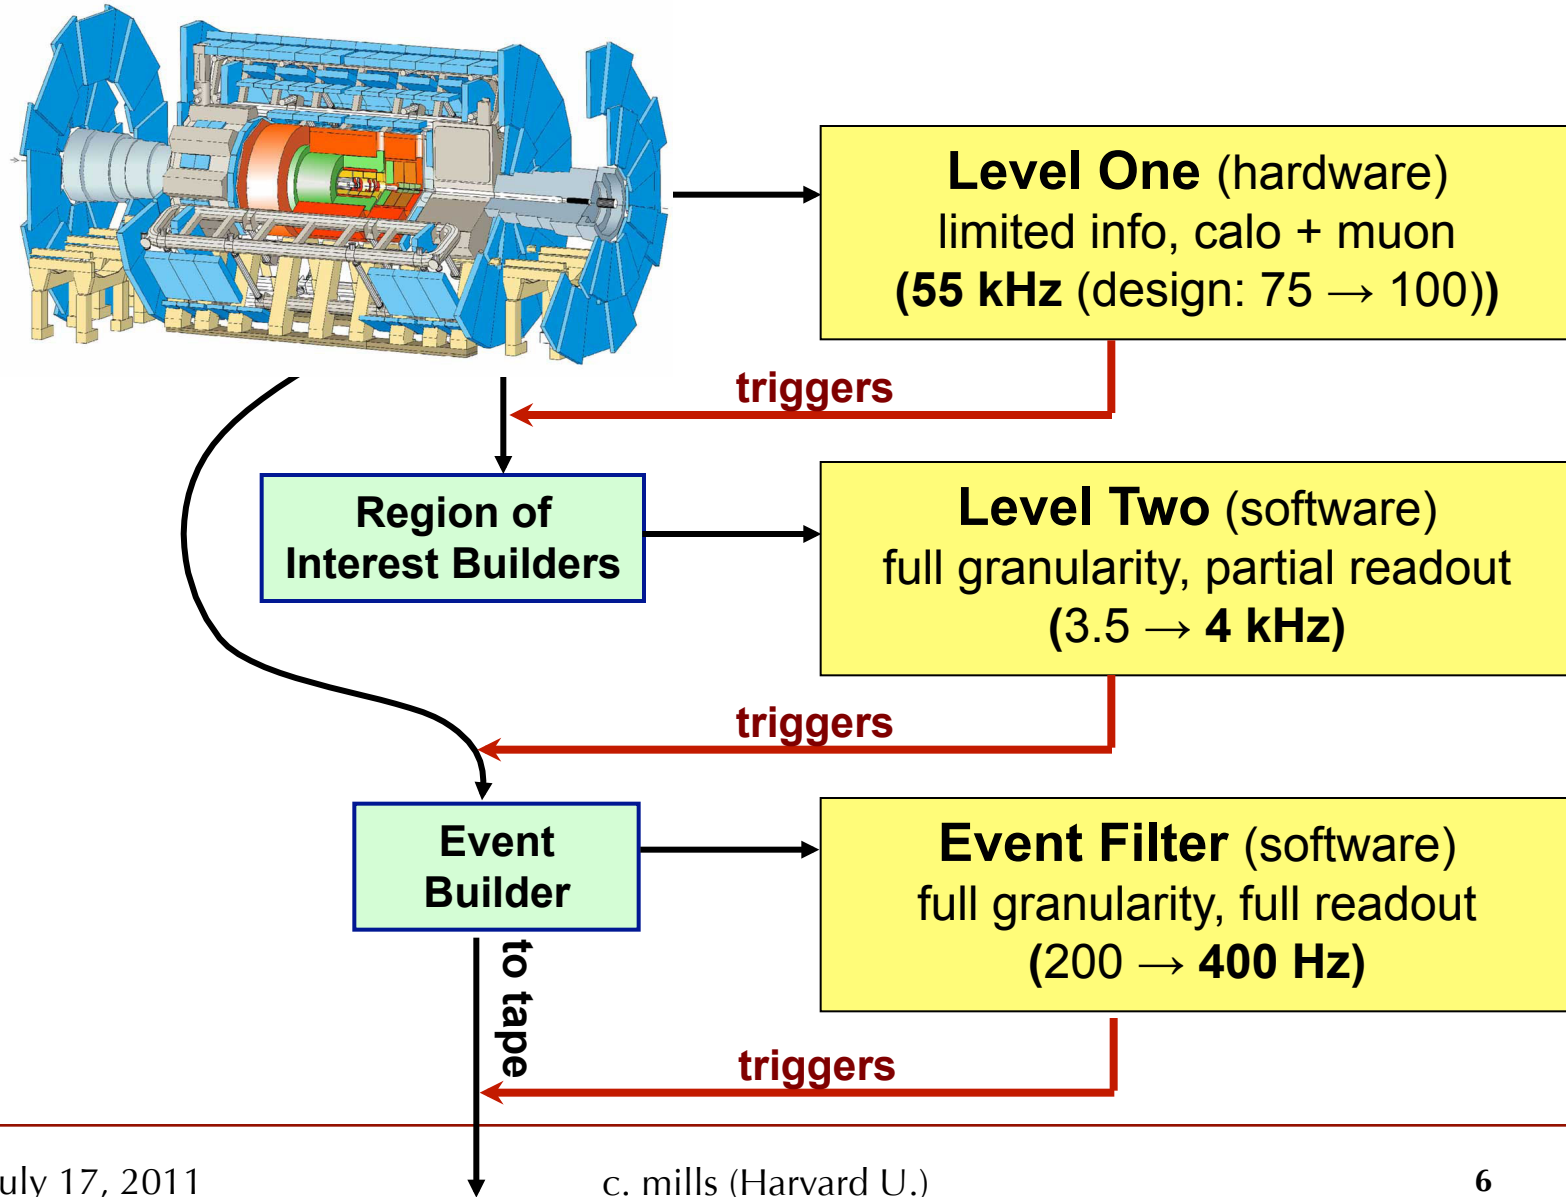 Level One (hardware)
limited info, calo + muon
(55 kHz (design: 75 → 100))
triggers
Region of
Interest Builders
Level Two (software)
full granularity, partial readout
(3.5 → 4 kHz)
triggers
Event
Builder
Event Filter (software)
full granularity, full readout
(200 → 400 Hz)
to tape
triggers
uly 17, 2011
c. mills (Harvard U.)
6